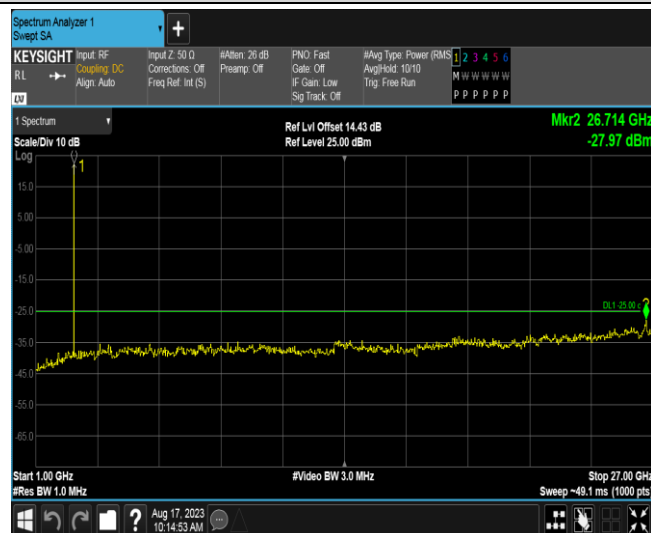 Spectrum Analyzer 1
Swept SA
+
KEYSIGHT
RL
LXI
Input: RF
Coupling: DC
Align: Auto
Input Z: 50 Ω
Corrections: Off
Freq Ref: Int (S)
#Atten: 26 dB
Preamp: Off
PNO: Fast
Gate: Off
IF Gain: Low
Sig Track: Off
#Avg Type: Power (RMS
Avg|Hold: 10/10
Trig: Free Run
1 2 3 4 5 6
M W W W W W
P P P P P P
1 Spectrum
Scale/Div 10 dB
Log
Ref Lvl Offset 14.43 dB
Ref Level 25.00 dBm
Mkr2 26.714 GHz
-27.97 dBm
1
15.0
5.00
-5.00
-15.0
-25.0
DL1 -25.00
2
-35.0
-45.0
-55.0
-65.0
Start 1.00 GHz
#Res BW 1.0 MHz
#Video BW 3.0 MHz
Stop 27.00 GHz
Sweep ~49.1 ms (1000 pts)
?
Aug 17, 2023
10:14:53 AM